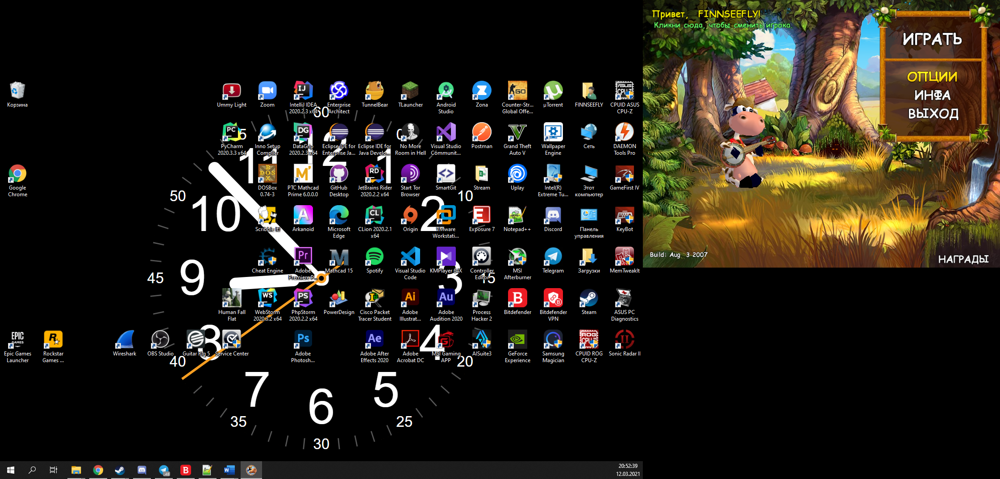 Привет, FINNSEEFLY!
Кликни сюда, чтобы сменить игрока.
ИГРАТЬ
ОПЦИИ
ИНФА
ВЫХОД
НАГРАДЫ
Build: Aug 3 2007
Корзина
Ummy Light
Zoom
IntelliJ IDEA
2020.2.3 x64
Enterprise
Architect
TunnelBear
TLauncher
Android
Studio
Zona
Counter-Str...
Global Offe...
µTorrent
FINNSEEFLY
CPUID ASUS
CPU-Z
PyCharm
2020.3.3 x64
Inno Setup
Compiler
DataGrip
2020.2.3 x64
Eclipse IDE for
Enterprise Ja...
Eclipse IDE for
Java Develo...
No More
Room in Hell
Visual Studio
Communit...
Postman
Grand Theft
Auto V
Wallpaper
Engine
Сеть
DAEMON
Tools Pro
Google
Chrome
DOSBox
0.74-3
PTC Mathcad
Prime 6.0.0.0
GitHub
Desktop
JetBrains Rider
2020.2.2 x64
Start Tor
Browser
SmartGit
Stream
Uplay
Intel(R)
Extreme Tu...
Этот
компьютер
GameFirst IV
Scribble It!
Arkanoid
Microsoft
Edge
CLion 2020.2.1
x64
Origin
VMware
Workstati...
Exposure 7
Notepad++
Discord
Панель
управления
KeyBot
Cheat Engine
Adobe
Premiere P...
Mathcad 15
Spotify
Visual Studio
Code
KMPlayer 64X
Controller
Editor
MSI
Afterburner
Telegram
Загрузки
MemTweakIt
Human Fall
Flat
WebStorm
2020.3.2 x64
PhpStorm
2020.2.2 x64
PowerDesign
Cisco Packet
Tracer Student
Adobe
Illustrat...
Adobe
Audition 2020
Process
Hacker 2
Bitdefender
Bitdefender
VPN
Steam
ASUS PC
Diagnostics
Epic Games
Launcher
Rockstar
Games ...
Wireshark
OBS Studio
Guitar Rig 5
Service Center
Adobe
Photosh...
Adobe After
Effects 2020
Adobe
Acrobat DC
MSI Gaming
APP
AISuite3
GeForce
Experience
Samsung
Magician
CPUID ROG
CPU-Z
Sonic Radar II
60
10
15
20
25
30
35
40
45
50
12
1
2
3
4
5
6
7
8
9
10
11
20:52:39
12.03.2021